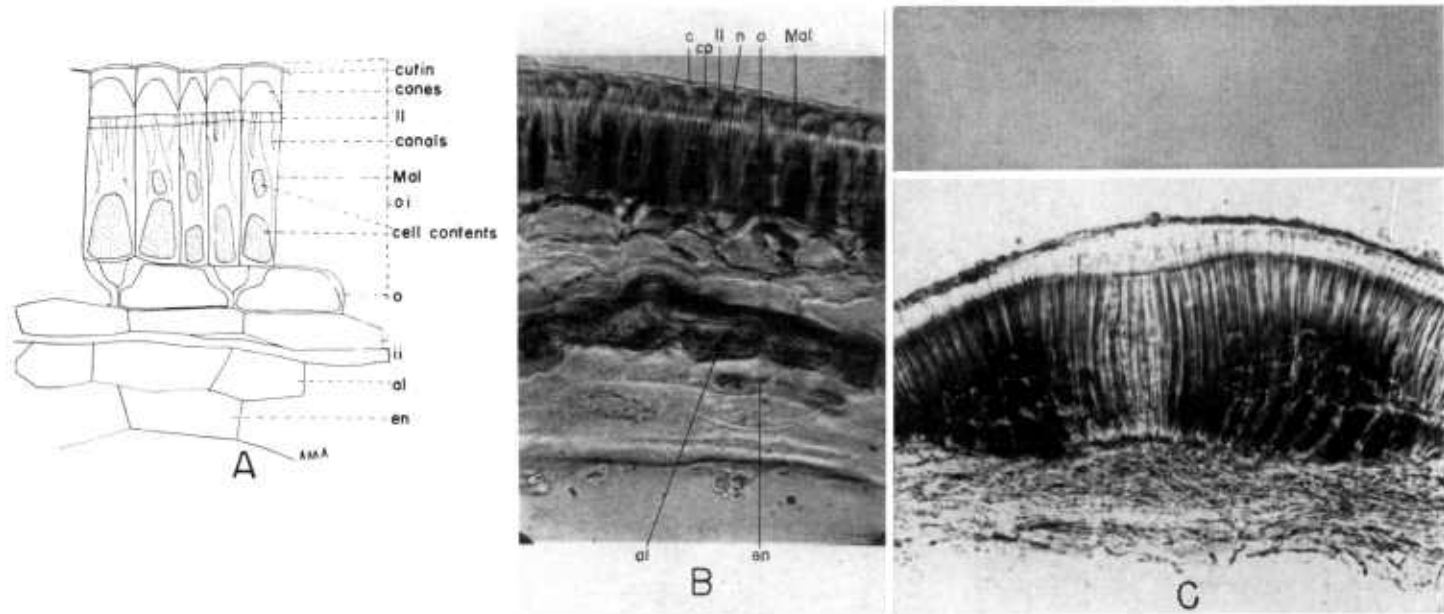 cutin
cones
ll
canals
Mal
oi
cell contents
o
ii
al
en
A
c cp ll n o Mal
al en
B
C